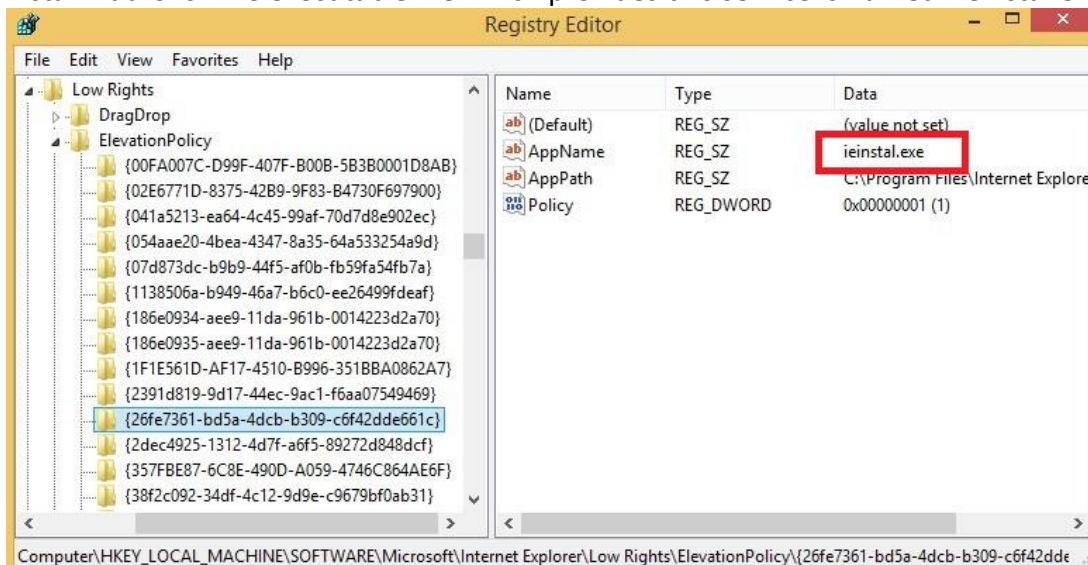 Registry Editor
File Edit View Favorites Help
Low Rights
DragDrop
ElevationPolicy
{00FA007C-D99F-407F-B00B-5B3B0001D8AB}
{02E6771D-8375-42B9-9F83-B4730F697900}
{041a5213-ea64-4c45-99af-70d7d8e902ec}
{054aae20-4bea-4347-8a35-64a533254a9d}
{07d873dc-b9b9-44f5-af0b-fb59fa54fb7a}
{1138506a-b949-46a7-b6c0-ee26499fdeaf}
{186e0934-aee9-11da-961b-0014223d2a70}
{186e0935-aee9-11da-961b-0014223d2a70}
{1F1E561D-AF17-4510-B996-351BBA0862A7}
{2391d819-9d17-44ec-9ac1-f6aa07549469}
{26fe7361-bd5a-4dcb-b309-c6f42dde661c}
{2dec4925-1312-4d7f-a6f5-89272d848dcf}
{357FBE87-6C8E-490D-A059-4746C864AE6F}
{38f2c092-34df-4c12-9d9e-c9679bf0ab31}
Name Type Data
(Default) REG_SZ (value not set)
AppName REG_SZ ieinstal.exe
AppPath REG_SZ C:\Program Files\Internet Explore
Policy REG_DWORD 0x00000001 (1)
Computer\HKEY_LOCAL_MACHINE\SOFTWARE\Microsoft\Internet Explorer\Low Rights\ElevationPolicy\{26fe7361-bd5a-4dcb-b309-c6f42dde